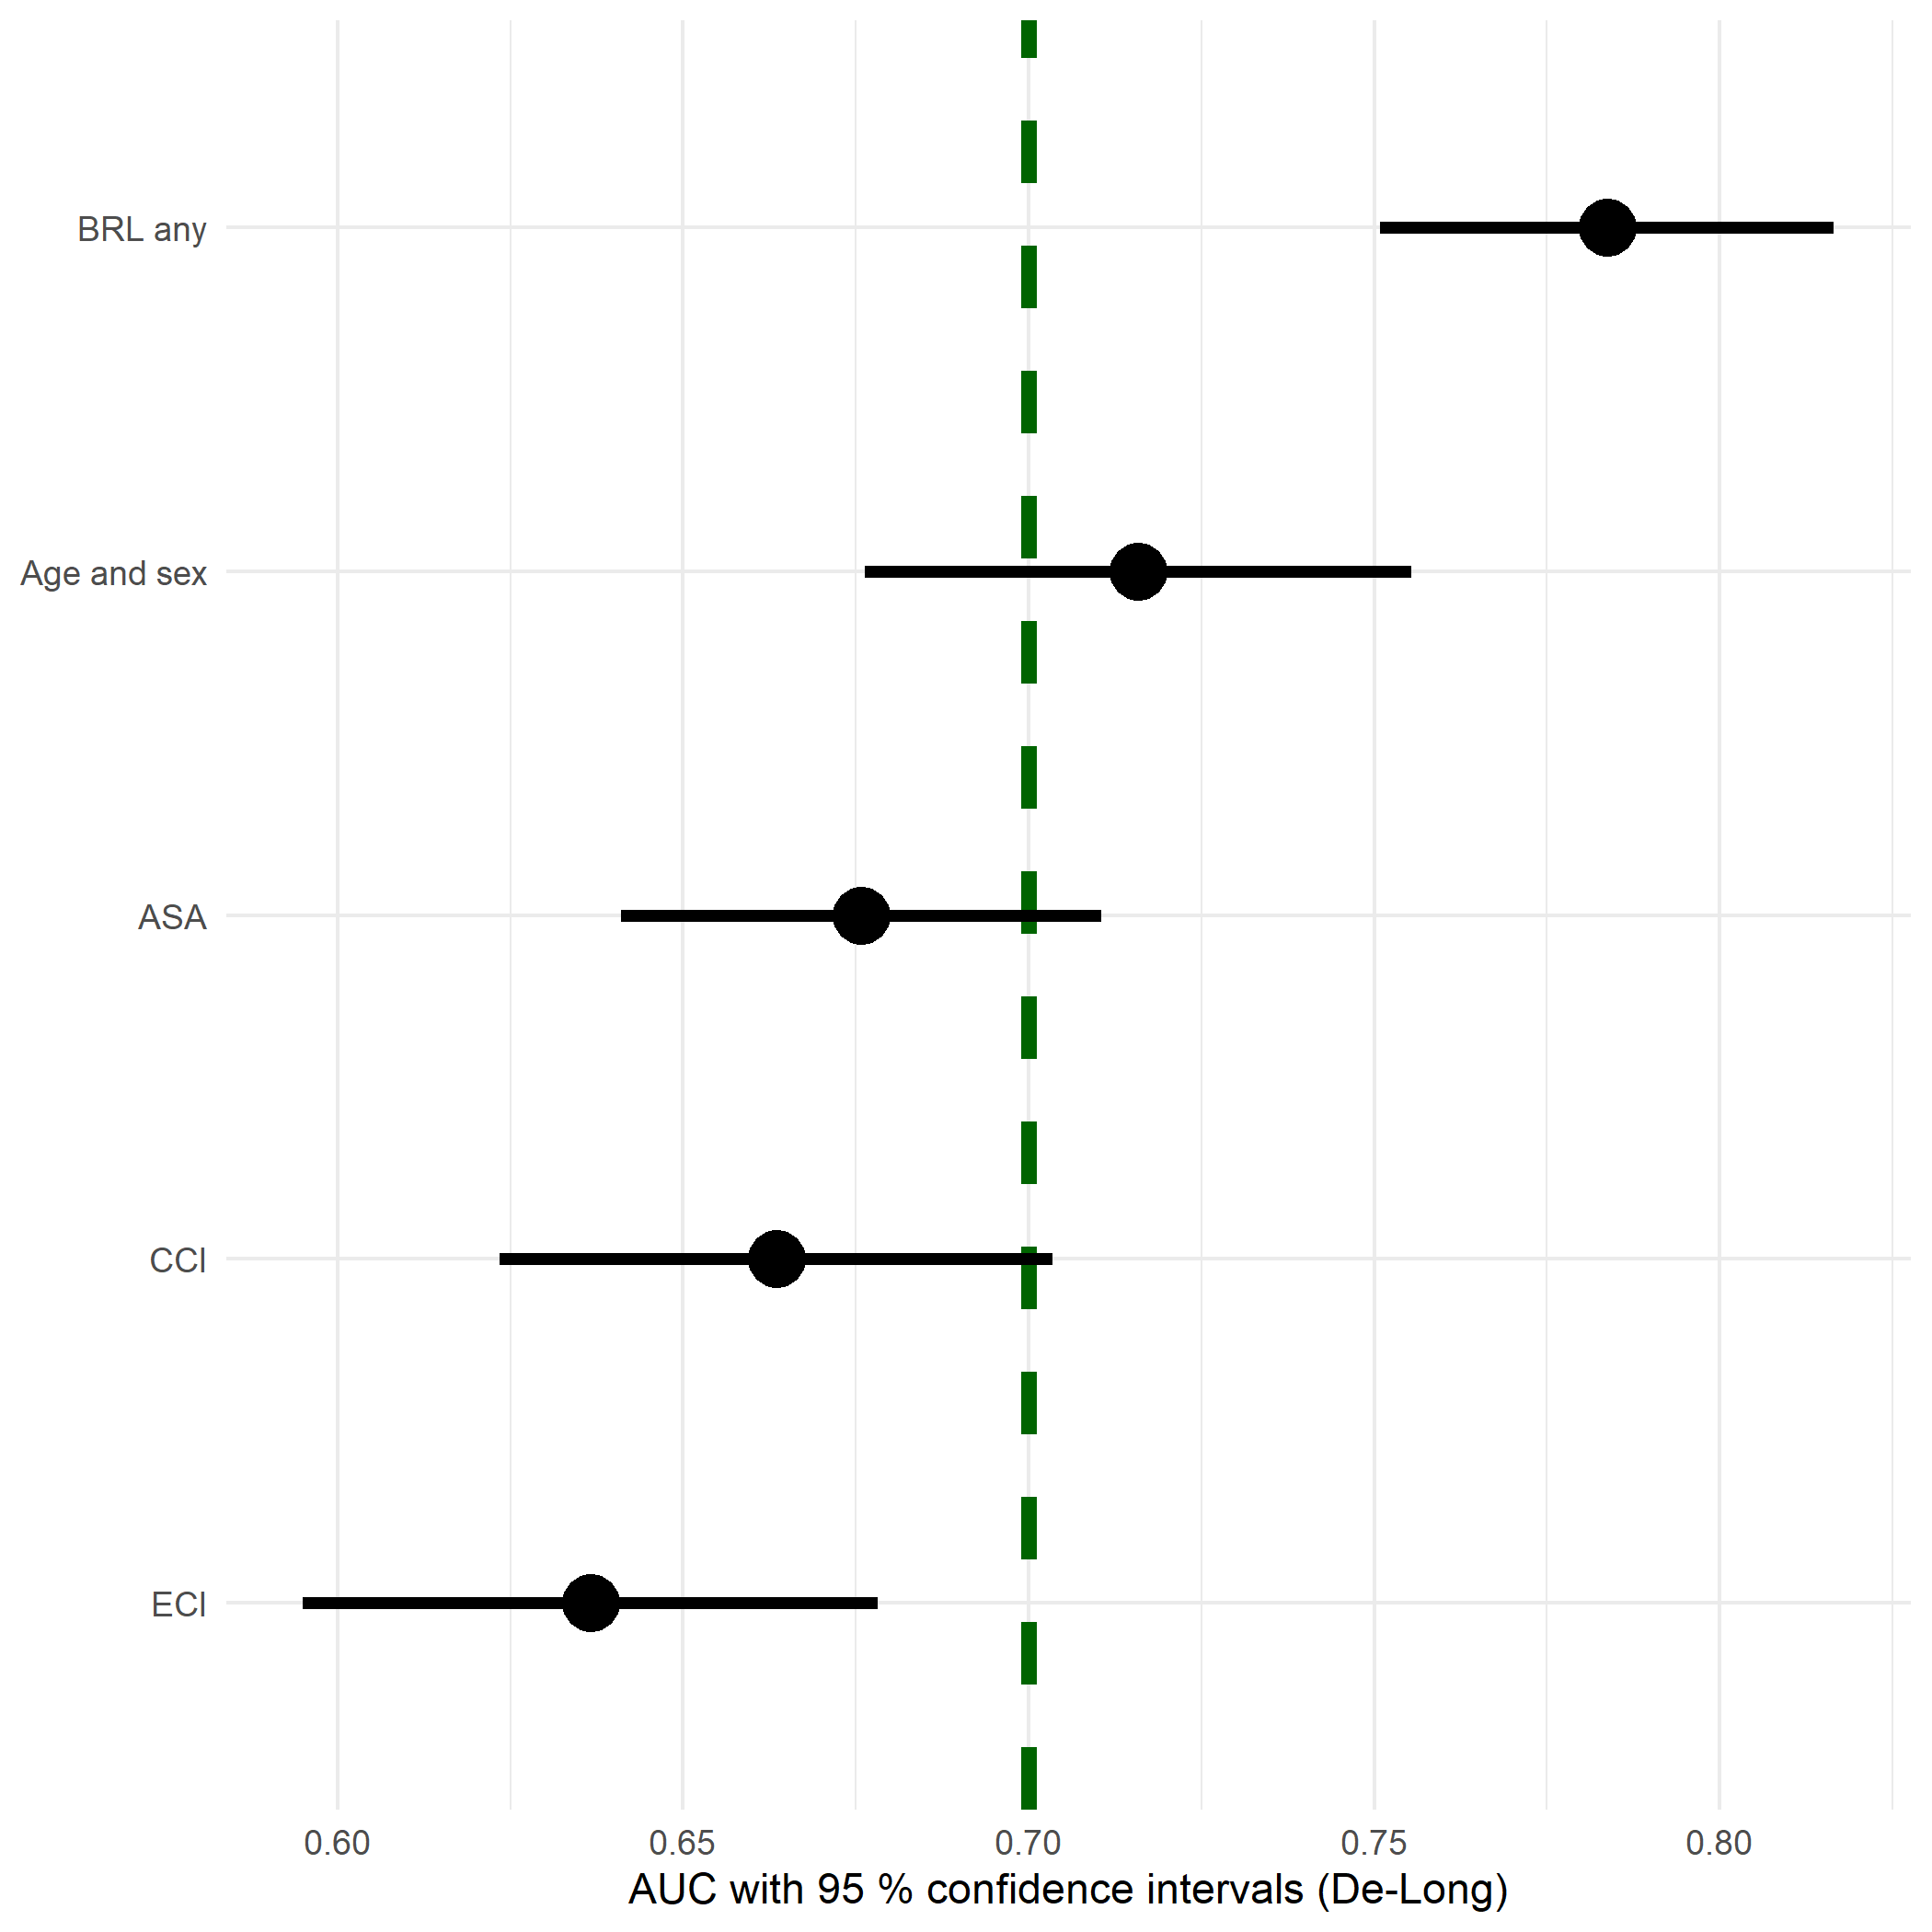 BRL any
Age and sex
ASA
CCI
ECI
0.60 0.65 0.70 0.75 0.80
AUC with 95 % confidence intervals (De-Long)